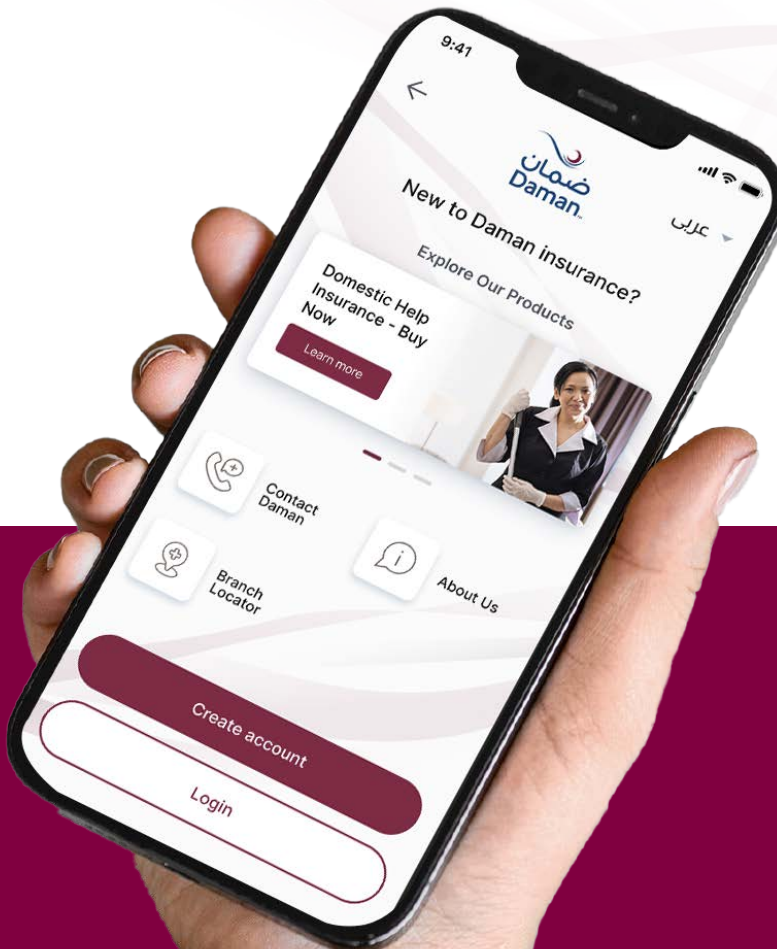 9:41
ضمان
Daman
عربي
New to Daman insurance?
Explore Our Products
Domestic Help
Insurance - Buy
Now
Learn more
Contact
Daman
Branch
Locator
About Us
Create account
Login